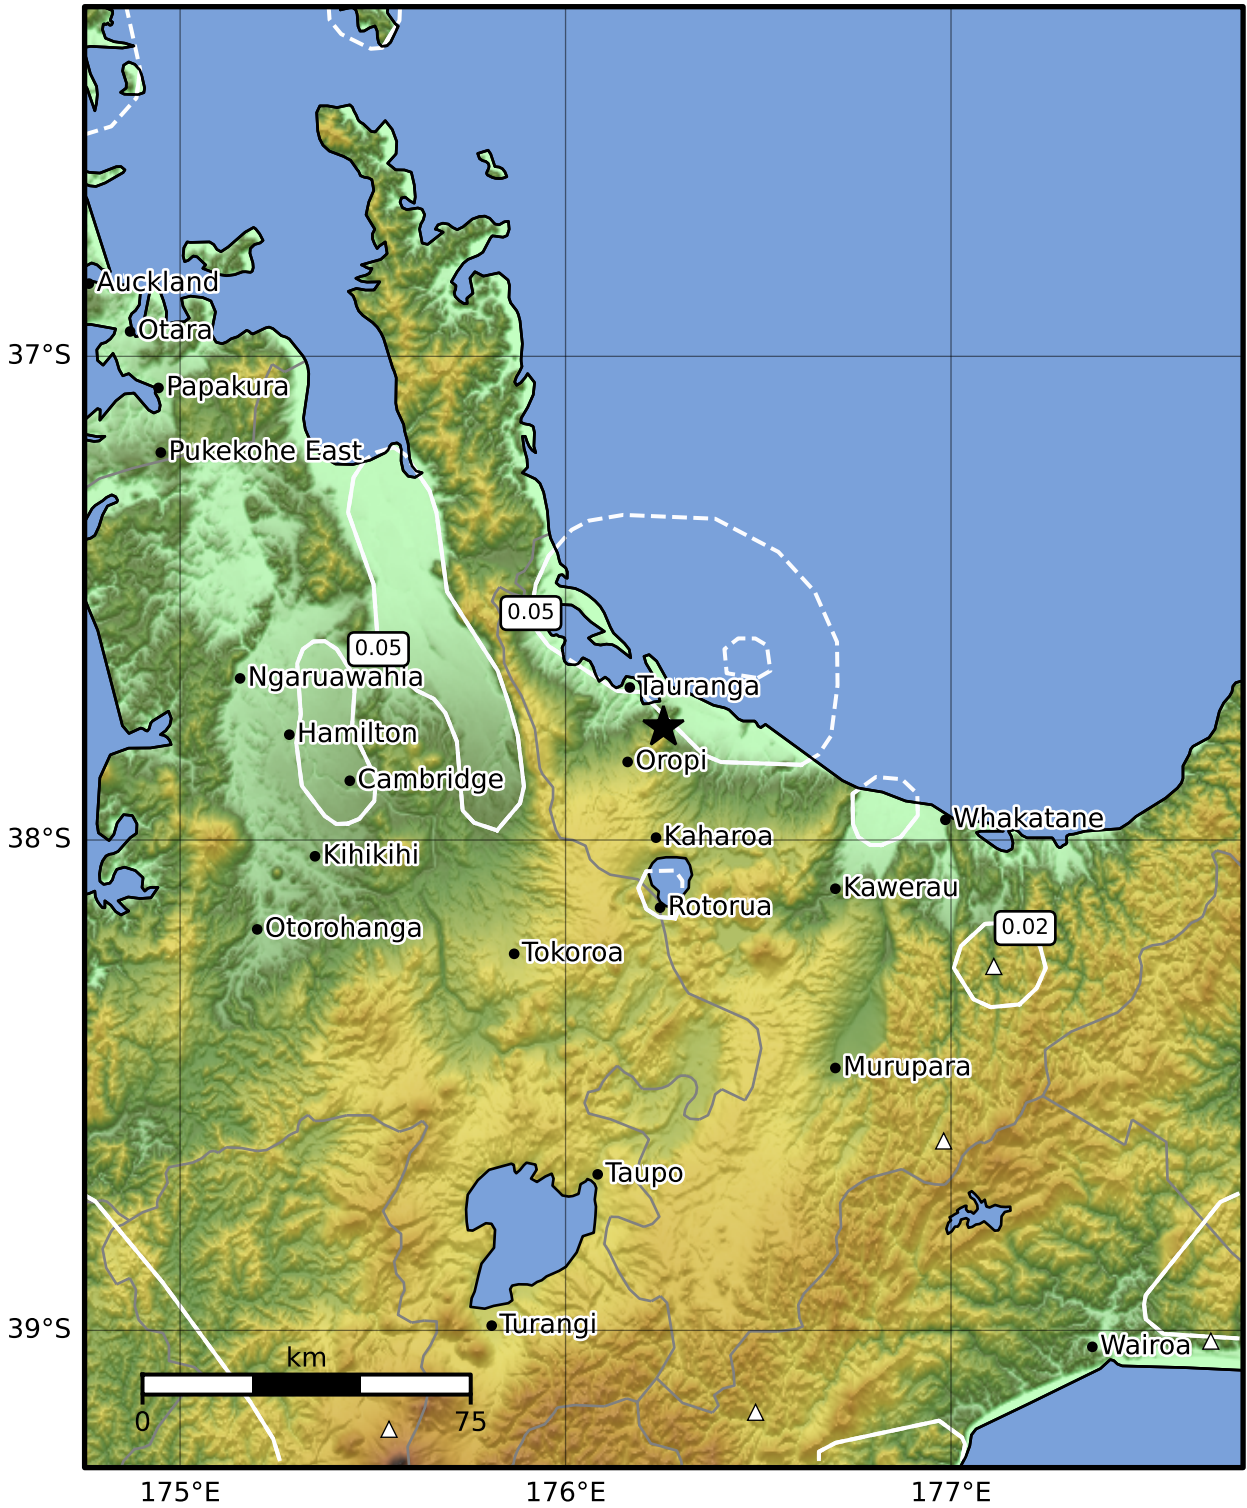 Auckland
Otara
37°S
Papakura
Pukekohe East
0.05
0.05
Ngaruawahia
Tauranga
Hamilton
Oropi
Cambridge
Whakatane
Kaharoa
38°S
Kihikihi
Kawerau
Rotorua
Otorohanga
0.02
Tokoroa
Murupara
Taupo
Turangi
39°S
Wairoa
km
0
75
175°E
176°E
177°E